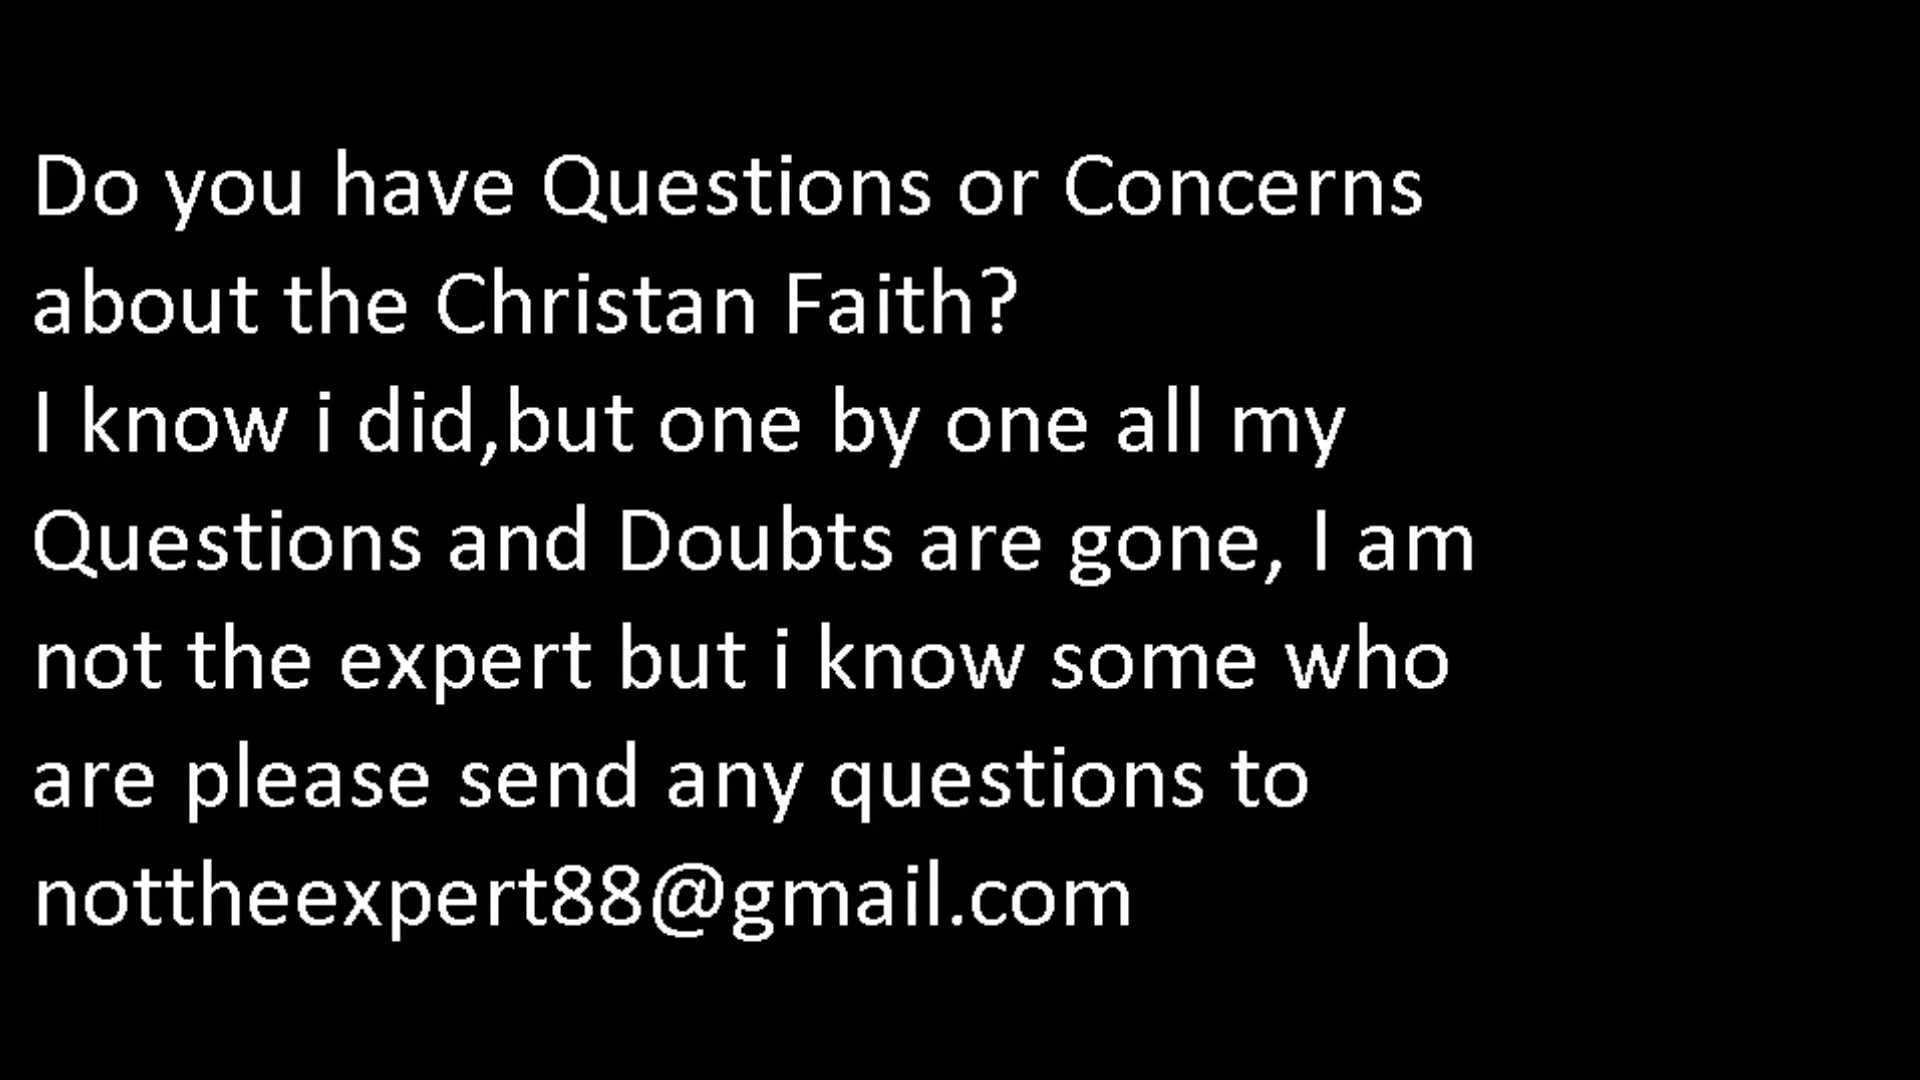 Do you have Questions or Concerns
about the Christan Faith?
I know i did,but one by one all my
Questions and Doubts are gone, I am
not the expert but i know some who
are please send any questions to
nottheexpert88@gmail.com